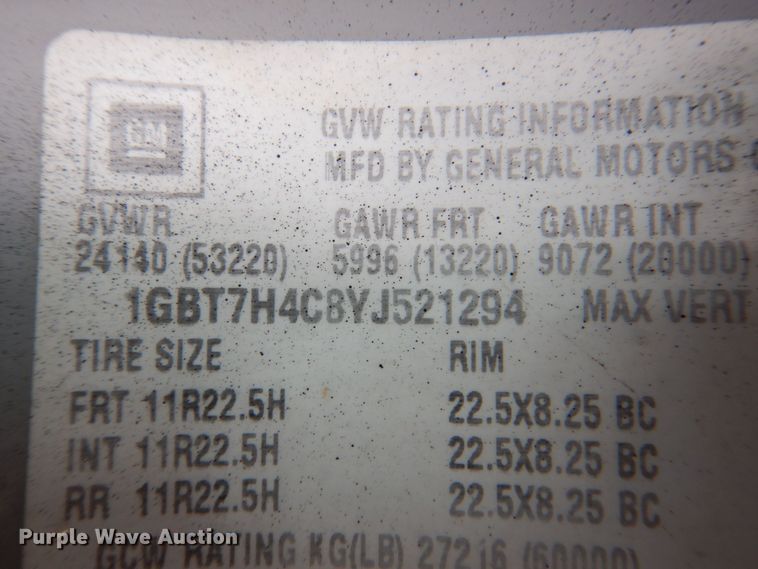 GM
GVW RATING INFORMATION
MFD BY GENERAL MOTORS
GVWR GAWR FRT GAWR INT
24140 (53220) 5996 (13220) 9072 (20000)
1GBT7H4C8YJ521294 MAX VERT
TIRE SIZE RIM
FRT 11R22.5H 22.5X8.25 BC
INT 11R22.5H 22.5X8.25 BC
RR 11R22.5H 22.5X8.25 BC
GCW RATING KG(LB) 27216 (60000)
Purple Wave Auction